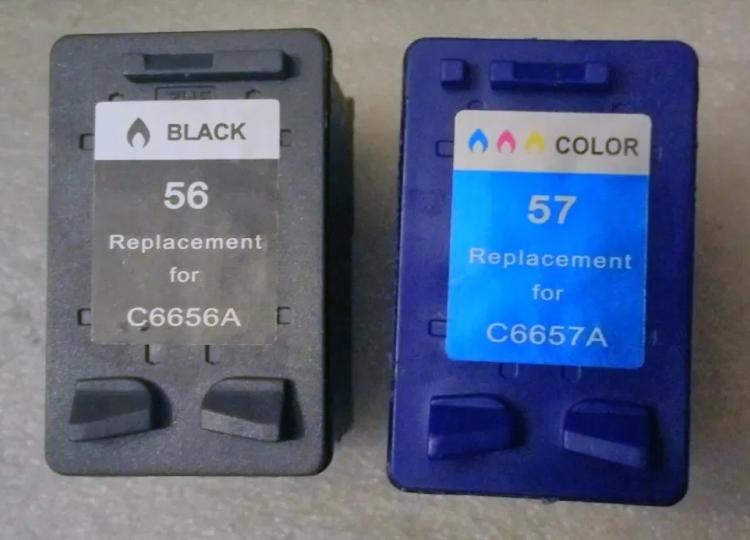 BLACK
56
Replacement
for
C6656A
COLOR
57
Replacement
for
C6657A